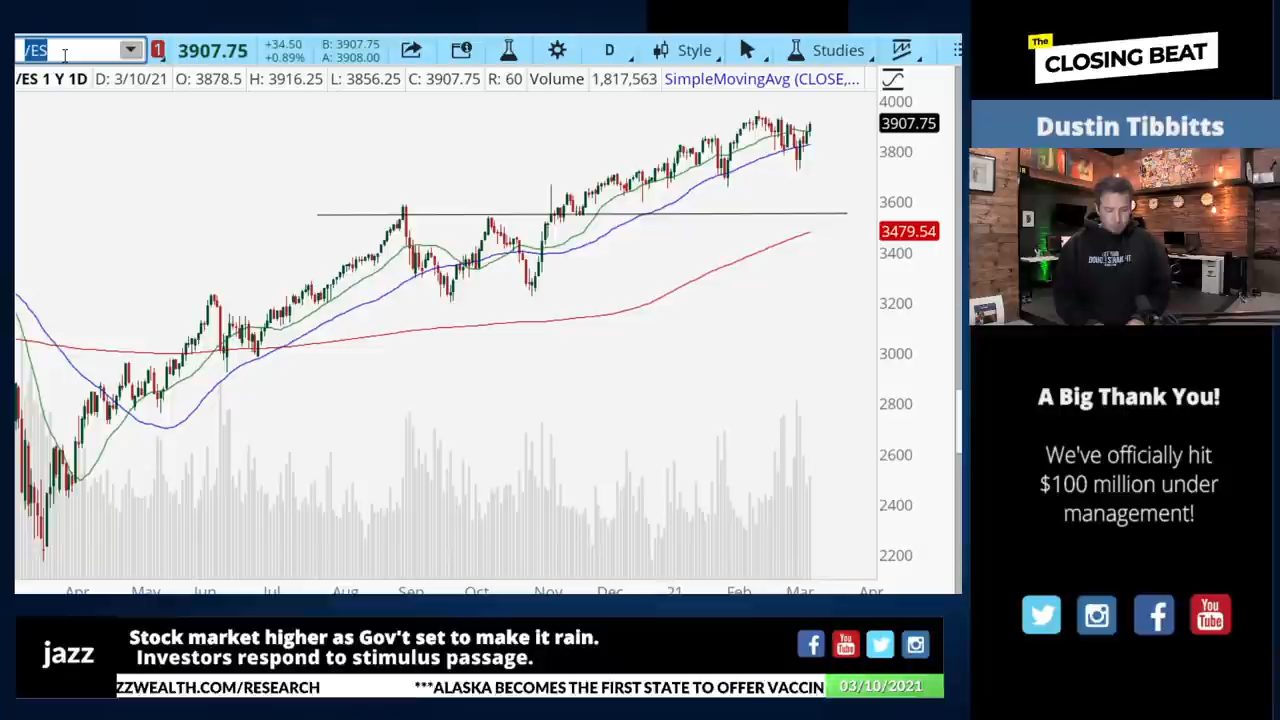 /ES
1
3907.75
+34.50
+0.89%
B: 3907.75
A: 3908.00
D
Style
Studies
/ES 1 Y 1D
D: 3/10/21
O: 3878.5
H: 3916.25
L: 3856.25
C: 3907.75
R: 60
Volume
1,817,563
SimpleMovingAvg (CLOSE,...
4000
3907.75
3800
3600
3479.54
3400
3200
3000
2800
2600
2400
2200
Apr
May
Jun
Jul
Aug
Sep
Oct
Nov
Dec
21
Feb
Mar
Apr
The
CLOSING BEAT
Dustin Tibbitts
A Big Thank You!
We've officially hit
$100 million under
management!
You
Tube
jazz
Stock market higher as Gov't set to make it rain.
Investors respond to stimulus passage.
You
Tube
ZZWEALTH.COM/RESEARCH
***ALASKA BECOMES THE FIRST STATE TO OFFER VACCIN
03/10/2021